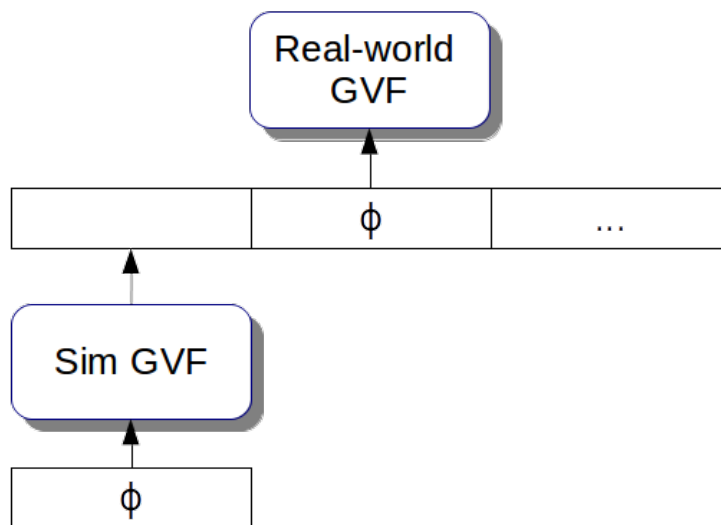 Real-world
GVF
ϕ
...
Sim GVF
ϕ